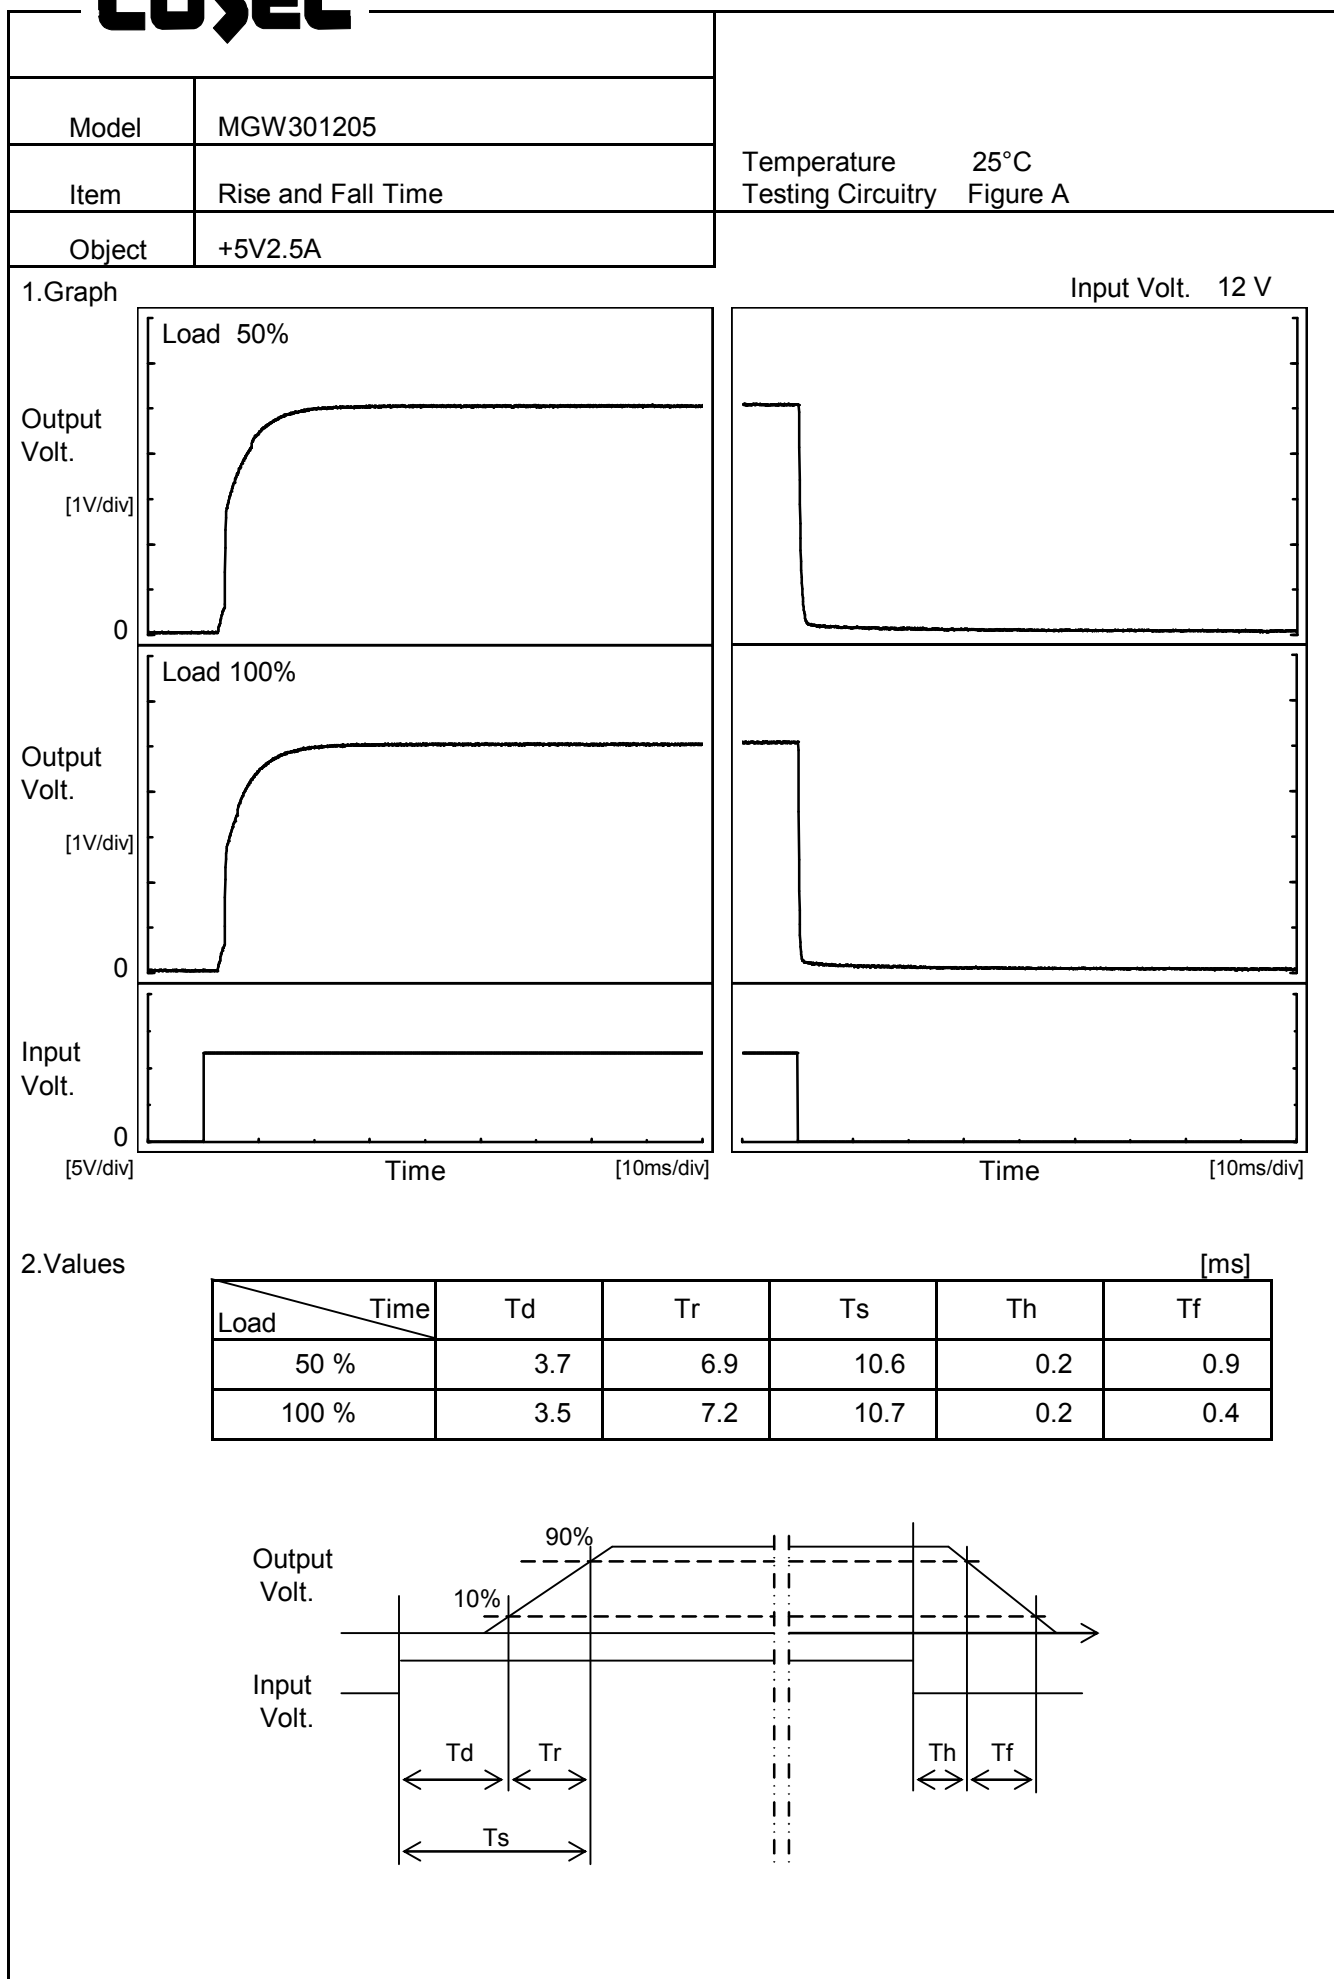 COSEL
Model MGW301205
Item Rise and Fall Time
Temperature 25°C
Testing Circuitry Figure A
Object +5V2.5A
1.Graph
Input Volt. 12 V
Load 50%
Output
Volt.
[1V/div]
0
Load 100%
Output
Volt.
[1V/div]
0
Input
Volt.
0
[5V/div] Time [10ms/div] Time [10ms/div]
2.Values [ms]
Load Time Td Tr Ts Th Tf
50 % 3.7 6.9 10.6 0.2 0.9
100 % 3.5 7.2 10.7 0.2 0.4
90%
Output
Volt.
10%
Input
Volt.
Td Tr Th Tf
Ts